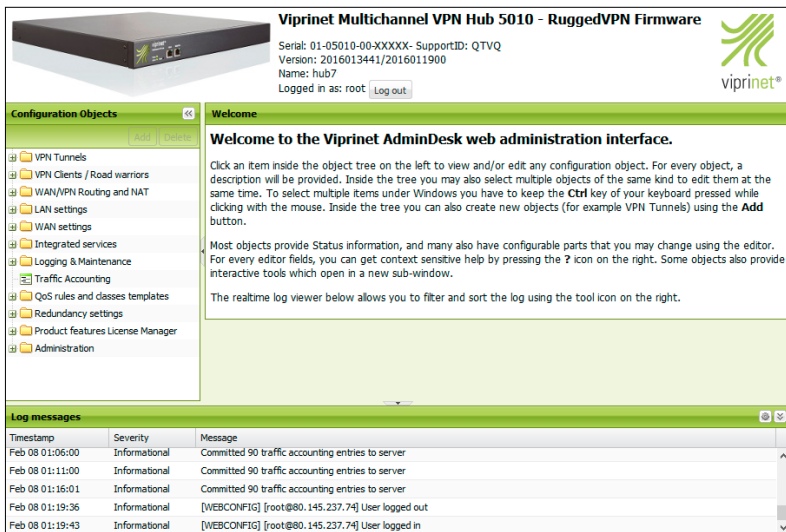 Viprinet Multichannel VPN Hub 5010 - RuggedVPN Firmware
Serial: 01-05010-00-XXXXX- SupportID: QTVQ
Version: 2016013441/2016011900
Name: hub7
Logged in as: root Log out
viprinet®
Configuration Objects
Add Delete
VPN Tunnels
VPN Clients / Road warriors
WAN/VPN Routing and NAT
LAN settings
WAN settings
Integrated services
Logging & Maintenance
Traffic Accounting
QoS rules and classes templates
Redundancy settings
Product features License Manager
Administration
Welcome
Welcome to the Viprinet AdminDesk web administration interface.
Click an item inside the object tree on the left to view and/or edit any configuration object. For every object, a
description will be provided. Inside the tree you may also select multiple objects of the same kind to edit them at the
same time. To select multiple items under Windows you have to keep the Ctrl key of your keyboard pressed while
clicking with the mouse. Inside the tree you can also create new objects (for example VPN Tunnels) using the Add
button.
Most objects provide Status information, and many also have configurable parts that you may change using the editor.
For every editor fields, you can get context sensitive help by pressing the ? icon on the right. Some objects also provide
interactive tools which open in a new sub-window.
The realtime log viewer below allows you to filter and sort the log using the tool icon on the right.
Log messages
Timestamp Severity Message
Feb 08 01:06:00 Informational Committed 90 traffic accounting entries to server
Feb 08 01:11:00 Informational Committed 90 traffic accounting entries to server
Feb 08 01:16:01 Informational Committed 90 traffic accounting entries to server
Feb 08 01:19:36 Informational [WEBCONFIG] [root@80.145.237.74] User logged out
Feb 08 01:19:43 Informational [WEBCONFIG] [root@80.145.237.74] User logged in